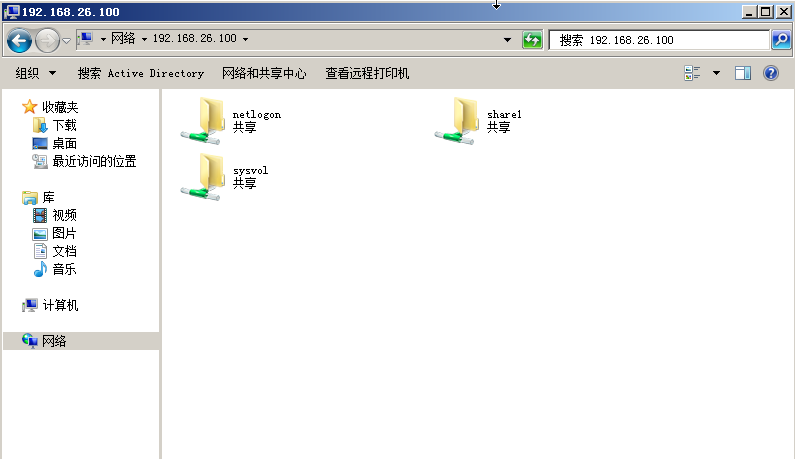 192.168.26.100
网络 192.168.26.100
搜索 192.168.26.100
组织 搜索 Active Directory 网络和共享中心 查看远程打印机
收藏夹
下载
桌面
最近访问的位置
库
视频
图片
文档
音乐
计算机
网络
netlogon
共享
share1
共享
sysvol
共享